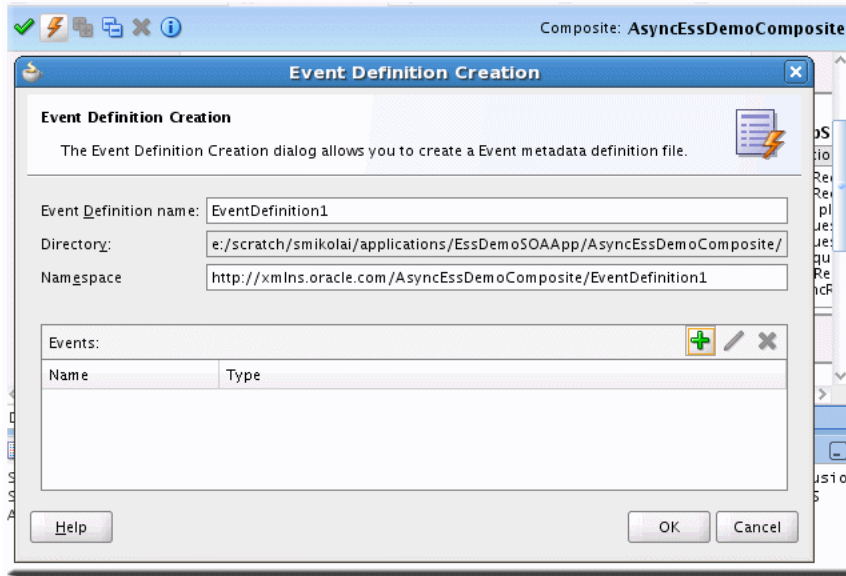 Composite: AsyncEssDemoComposite
Event Definition Creation
Event Definition Creation
The Event Definition Creation dialog allows you to create a Event metadata definition file.
Event Definition name: EventDefinition1
Directory: e:/scratch/smikolai/applications/EssDemoSOAApp/AsyncEssDemoComposite/
Namespace http://xmlns.oracle.com/AsyncEssDemoComposite/EventDefinition1
Events:
Name Type
Help OK Cancel